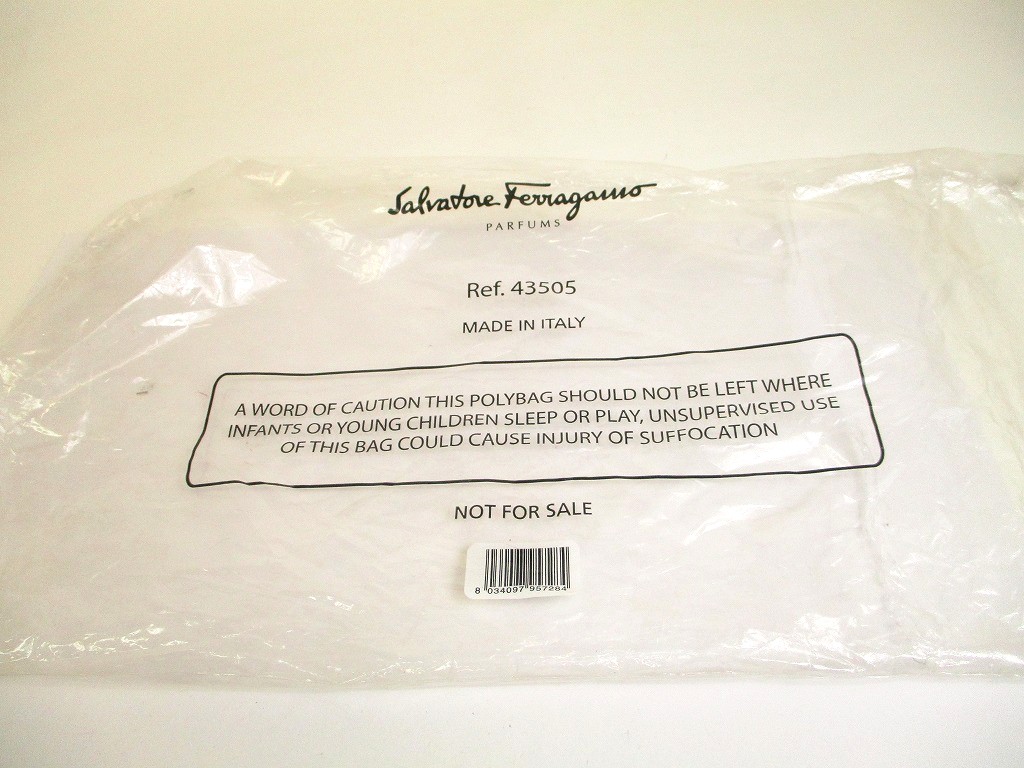 Salvatore Ferragamo
PARFUMS
Ref. 43505
MADE IN ITALY
A WORD OF CAUTION THIS POLYBAG SHOULD NOT BE LEFT WHERE
INFANTS OR YOUNG CHILDREN SLEEP OR PLAY, UNSUPERVISED USE
OF THIS BAG COULD CAUSE INJURY OF SUFFOCATION
NOT FOR SALE
8 034097 957284